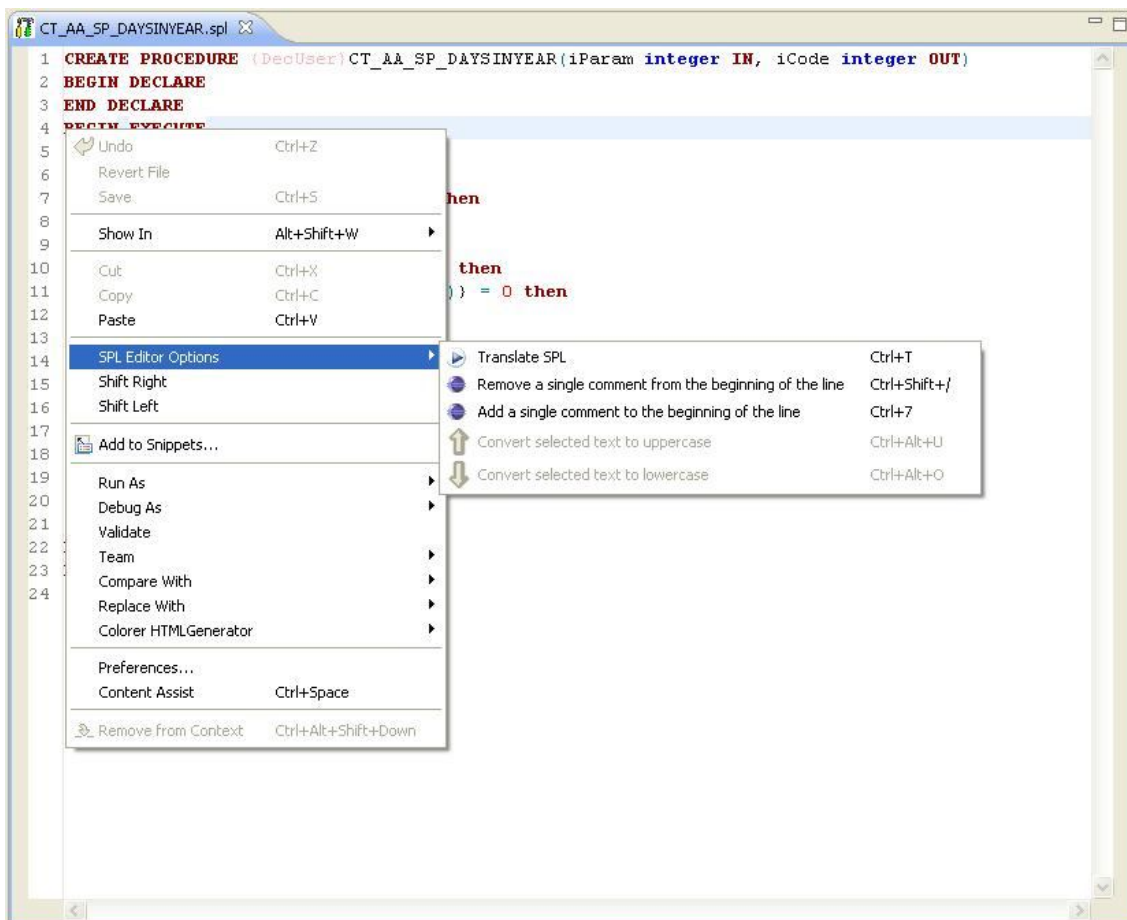 CT_AA_SP_DAYSINYEAR.spl
1 CREATE PROCEDURE {DecUser}CT_AA_SP_DAYSINYEAR(iParam integer IN, iCode integer OUT)
2 BEGIN DECLARE
3 END DECLARE
4 BEGIN EXECUTE
5 Undo Ctrl+Z
6 Revert File
7 Save Ctrl+S hen
8
Show In Alt+Shift+W
9
10 Cut Ctrl+X then
11 Copy Ctrl+C )} = 0 then
12 Paste Ctrl+V
13
14 SPL Editor Options Translate SPL Ctrl+T
15 Shift Right Remove a single comment from the beginning of the line Ctrl+Shift+/
16 Shift Left Add a single comment to the beginning of the line Ctrl+7
17
18 Add to Snippets... Convert selected text to uppercase Ctrl+Alt+U
19 Run As Convert selected text to lowercase Ctrl+Alt+O
20 Debug As
21 Validate
22 Team
23 Compare With
24 Replace With
Colorer HTMLGenerator
Preferences...
Content Assist Ctrl+Space
Remove from Context Ctrl+Alt+Shift+Down